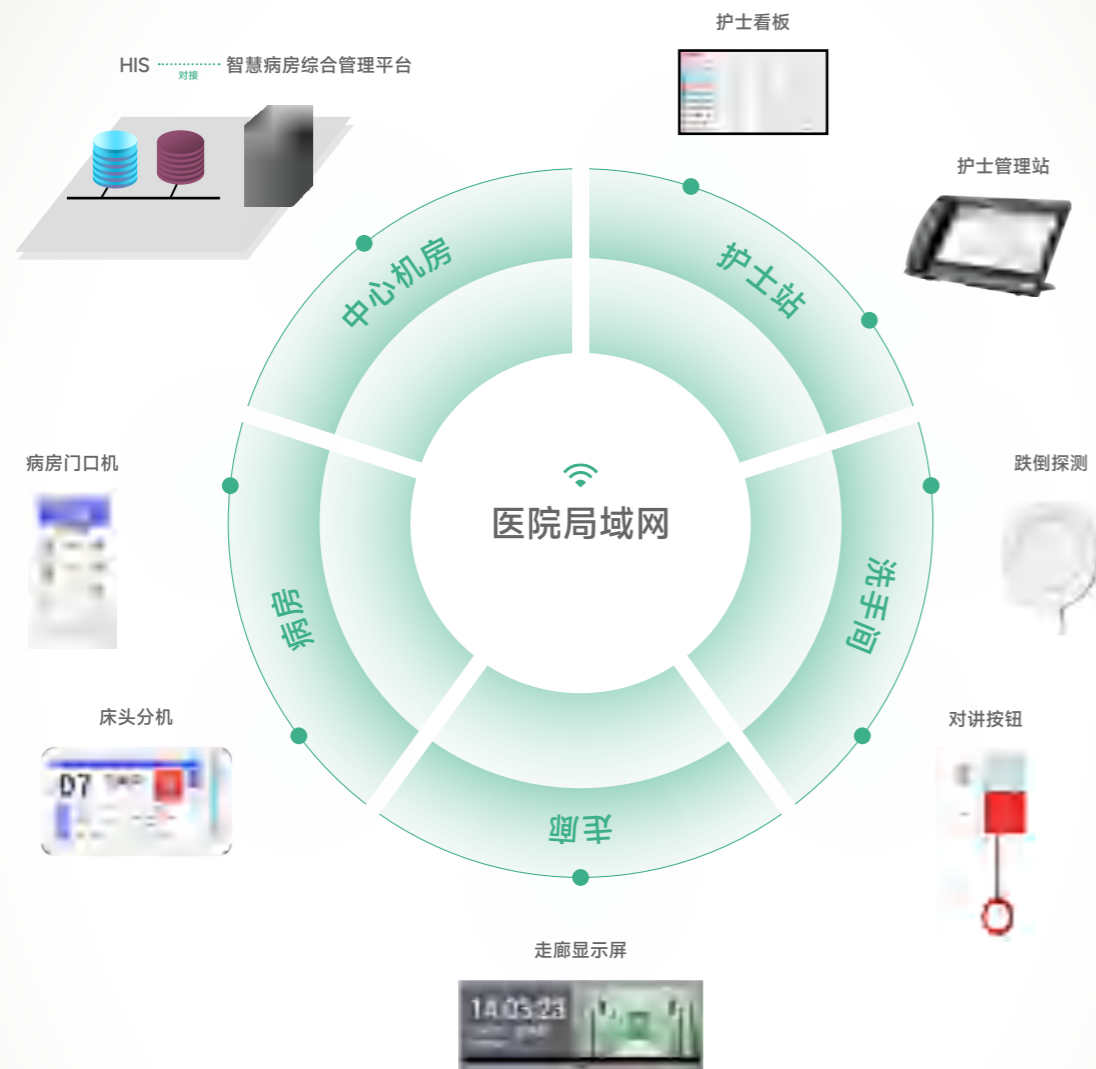 护士看板
HIS 对接 智慧病房综合管理平台
护士管理站
中心机房
护士站
病房门口机
跌倒探测
医院局域网
病房
洗手间
床头分机
D7
对讲按钮
走廊
走廊显示屏
14:03:23